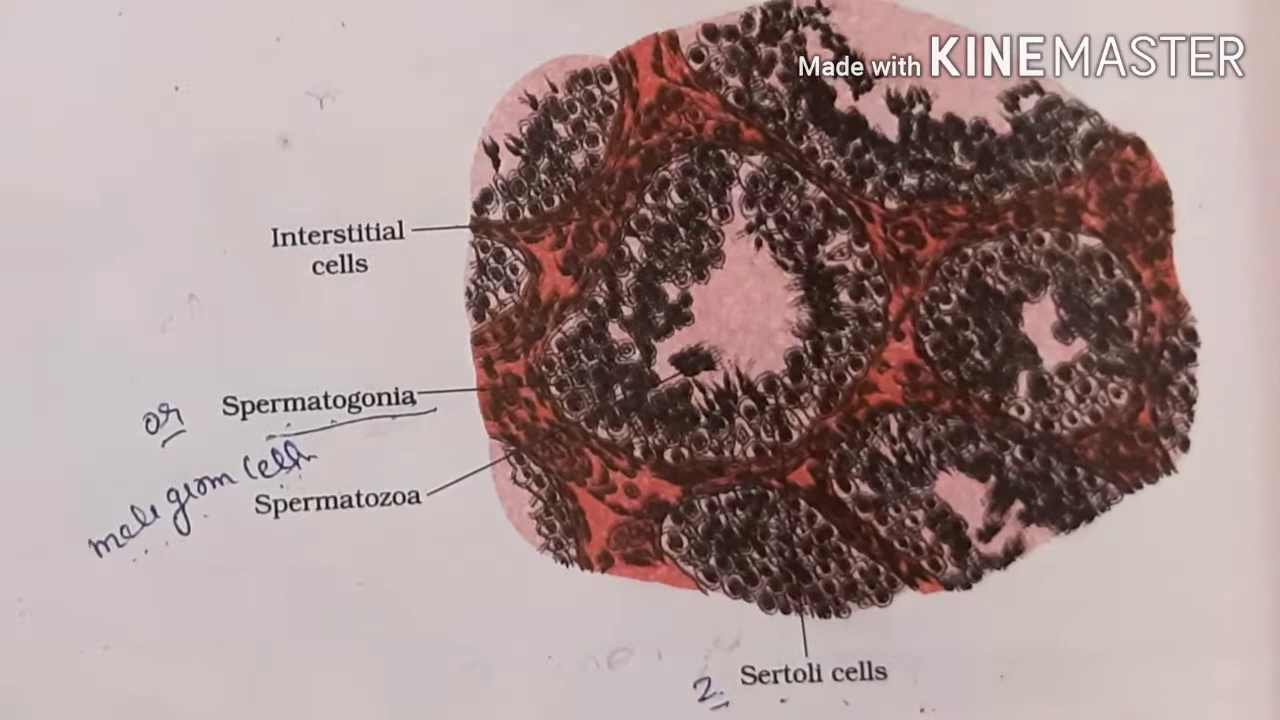 Made with KINEMASTER
Interstitial
cells
or Spermatogonia
male germ cells
Spermatozoa
2. Sertoli cells